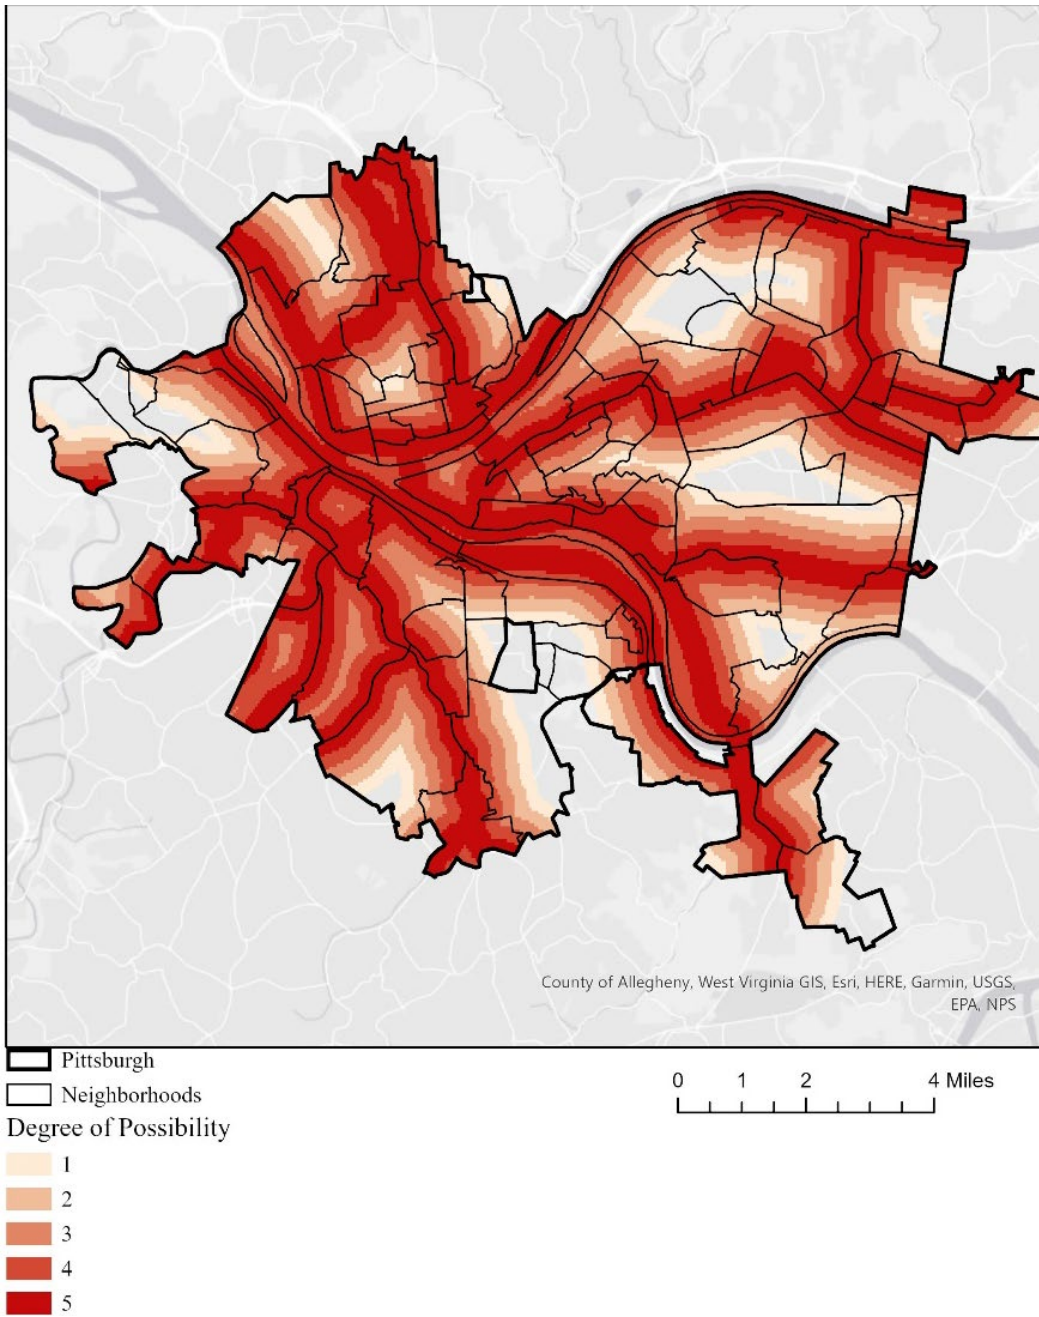 County of Allegheny, West Virginia GIS, Esri, HERE, Garmin, USGS,
EPA, NPS
Pittsburgh
Neighborhoods
0 1 2 4 Miles
Degree of Possibility
1
2
3
4
5